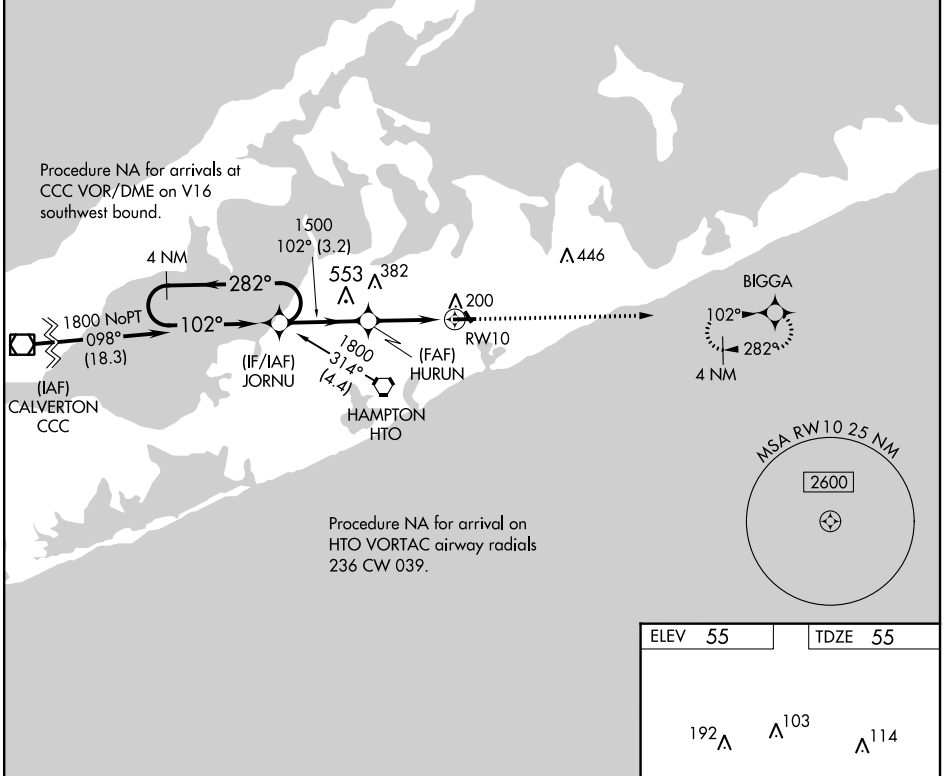 Procedure NA for arrivals at
CCC VOR/DME on V16
southwest bound.
1500
102° (3.2)
4 NM
282°
553
382
446
BIGGA
200
1800 NoPT
098°
(18.3)
102°
RW10
102°
282°
4 NM
(IF/IAF)
JORNU
1800
314°
(4.4)
(FAF)
HURUN
(IAF)
CALVERTON
CCC
HAMPTON
HTO
MSA RW10 25 NM
2600
Procedure NA for arrival on
HTO VORTAC airway radials
236 CW 039.
ELEV 55
TDZE 55
192
103
114